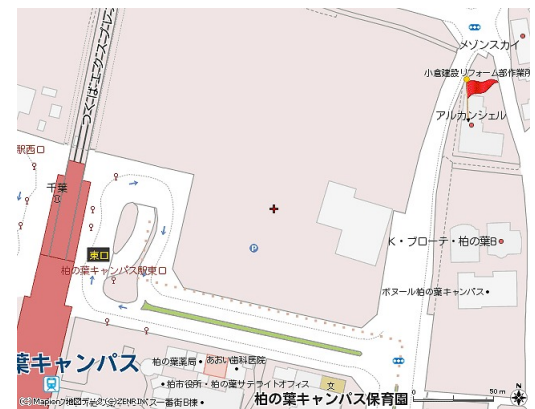 つくばエクスプレス
メゾンスカイ
小倉建設リフォーム部作業所
アルカンシェル
駅西口
千葉
K・ブローテ・柏の葉B
東口
柏の葉キャンパス駅東口
P
ボヌール柏の葉キャンパス
葉キャンパス
柏の葉薬局
あおい歯科医院
文
柏市役所・柏の葉サテライトオフィス
柏の葉キャンパス保育園
一番街B棟
50 m
N